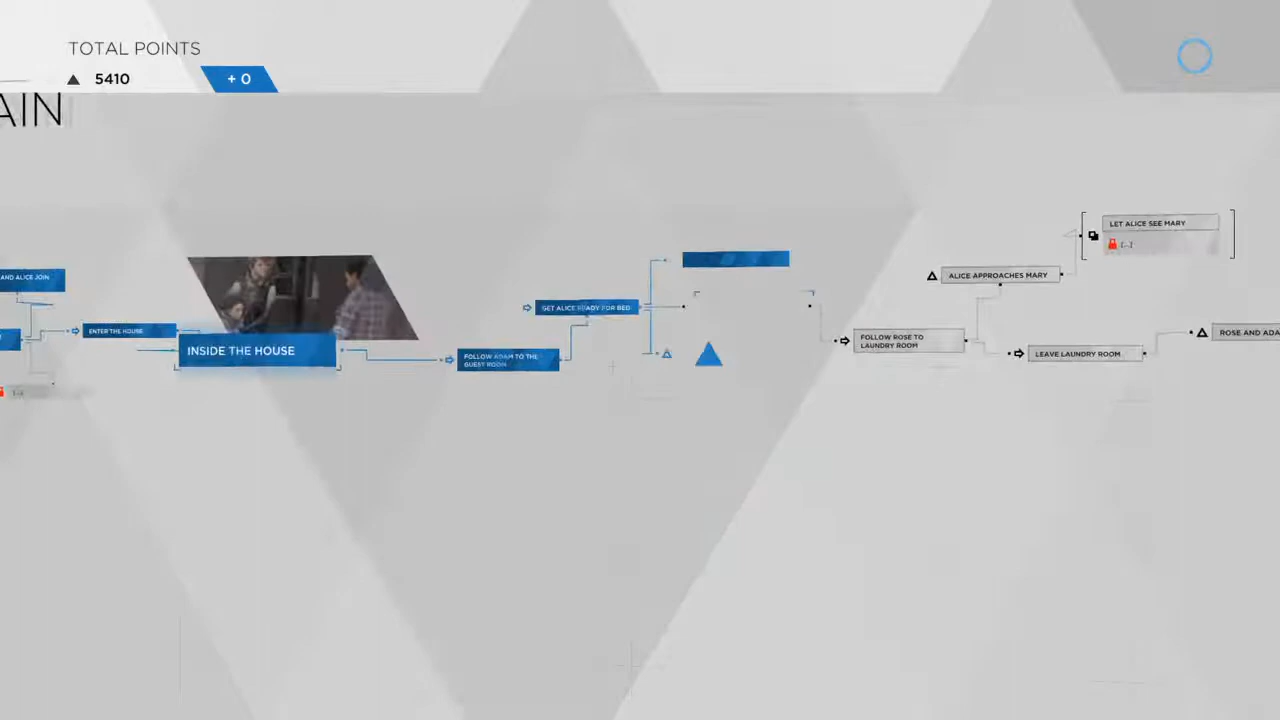 TOTAL POINTS
5410
+ 0
AIN
LET ALICE SEE MARY
AND ALICE JOIN
ALICE APPROACHES MARY
GET ALICE READY FOR BED
ENTER THE HOUSE
ROSE AND ADA
FOLLOW ROSE TO
LAUNDRY ROOM
INSIDE THE HOUSE
LEAVE LAUNDRY ROOM
FOLLOW ADAM TO THE
GUEST ROOM